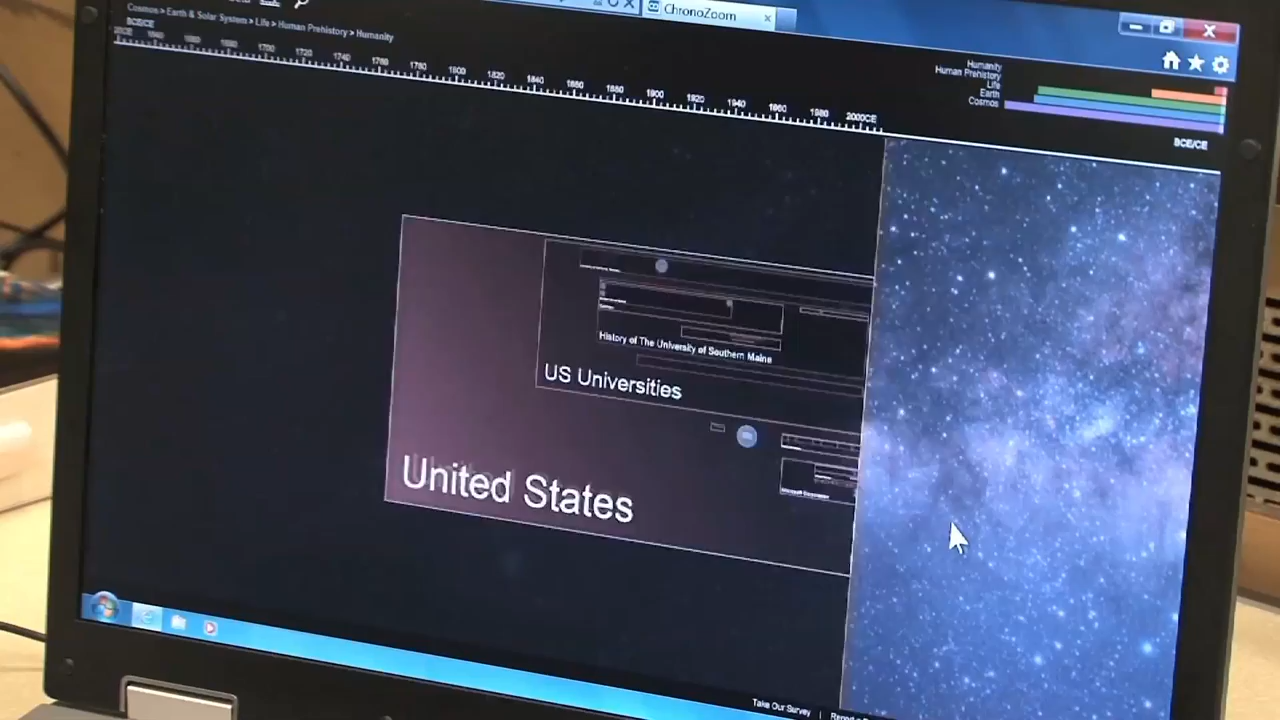 ChronoZoom
Cosmos > Earth & Solar System > Life > Human Prehistory > Humanity
BCE/CE
1700 1720 1740 1760 1780 1800 1820 1840 1860 1880 1900 1920 1940 1960 1980 2000CE
Humanity
Human Prehistory
Life
Earth
Cosmos
BCE/CE
History of The University of Southern Maine
US Universities
United States
Take Our Survey